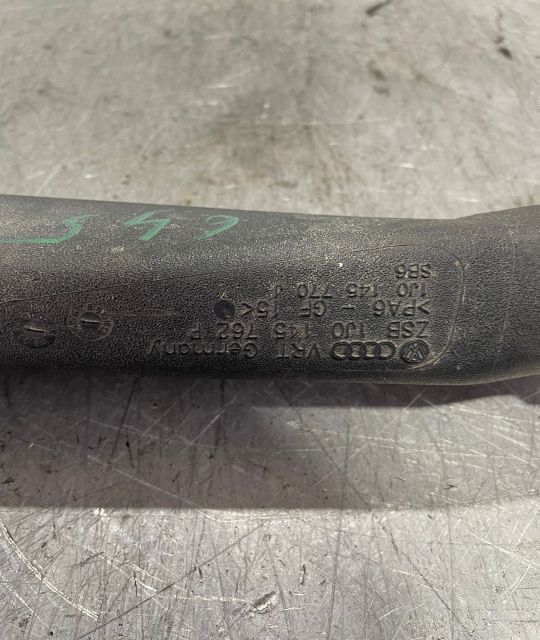 VRT Germany
ZSB 1J0 145 762 P
>PA6 - GF 15<
1J0 145 770 J
SB6